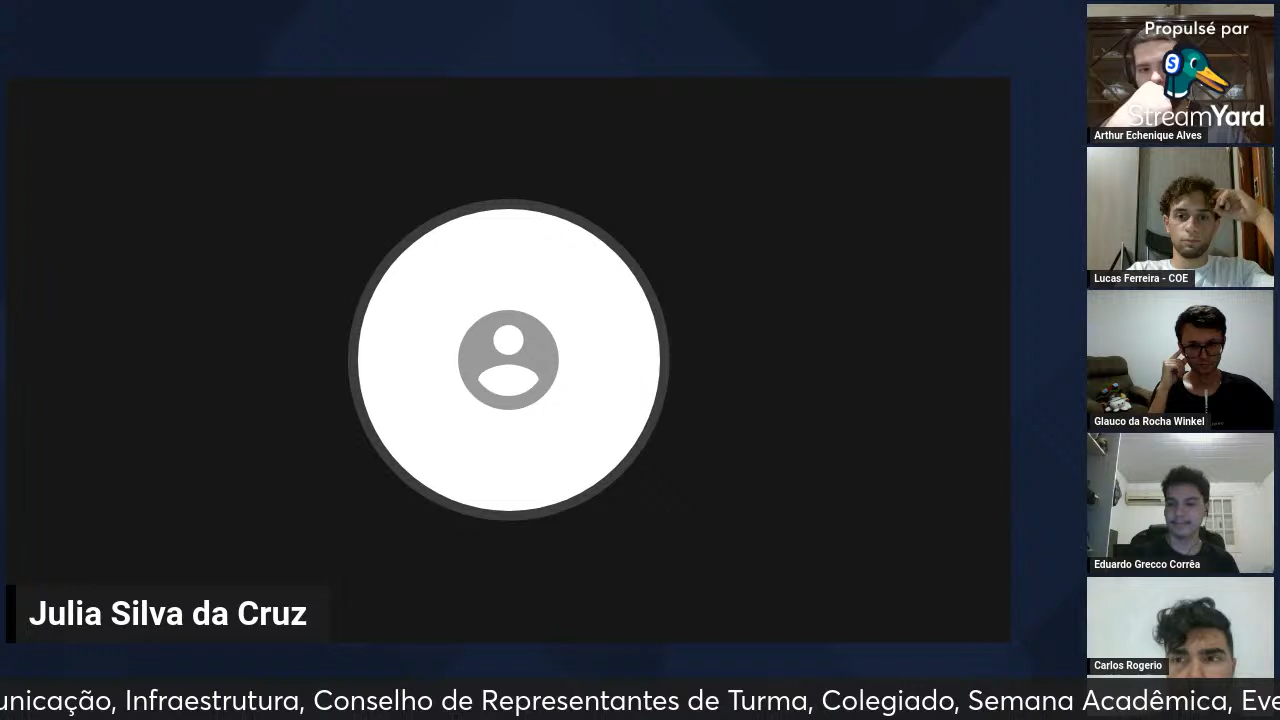 Propulsé par
StreamYard
Arthur Echenique Alves
Lucas Ferreira - COE
Glauco da Rocha Winkel
Eduardo Grecco Corrêa
Carlos Rogerio
Julia Silva da Cruz
unicação, Infraestrutura, Conselho de Representantes de Turma, Colegiado, Semana Acadêmica, Eve